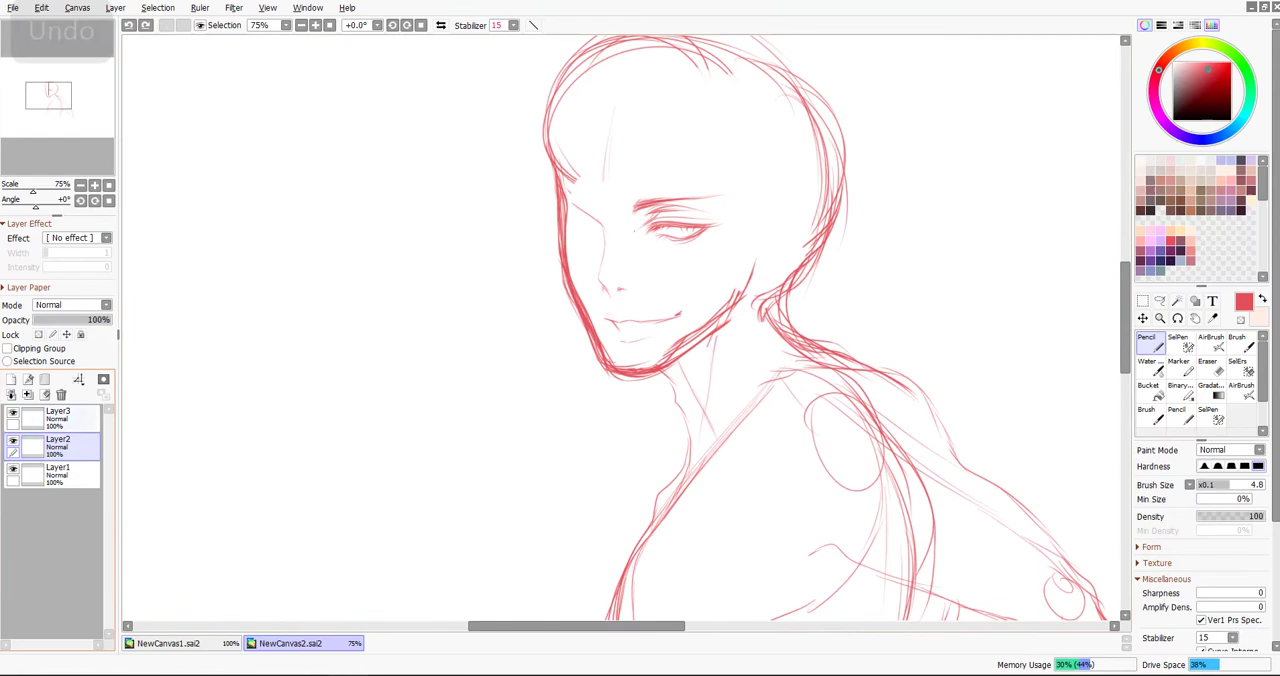 File Edit Canvas Layer Selection Ruler Filter View Window Help
Undo
Selection 75% +0.0° Stabilizer 15
Scale 75%
Angle +0°
Layer Effect
Effect [ No effect ]
Width 1
Intensity 0
Layer Paper
Mode Normal
Opacity 100%
Lock
Clipping Group
Selection Source
Layer3
Normal
100%
Layer2
Normal
100%
Layer1
Normal
100%
Pencil SelPen AirBrush Brush
Water ... Marker Eraser SelErs
Bucket Binary... Gradat... AirBrush
Brush Pencil SelPen
Paint Mode Normal
Hardness
Brush Size x0.1 4.8
Min Size 0%
Density 100
Min Density 0%
Form
Texture
Miscellaneous
Sharpness 0
Amplify Dens. 0
Ver1 Prs Spec.
Stabilizer 15
NewCanvas1.sai2 100% NewCanvas2.sai2 75%
Memory Usage 30% (44%) Drive Space 38%